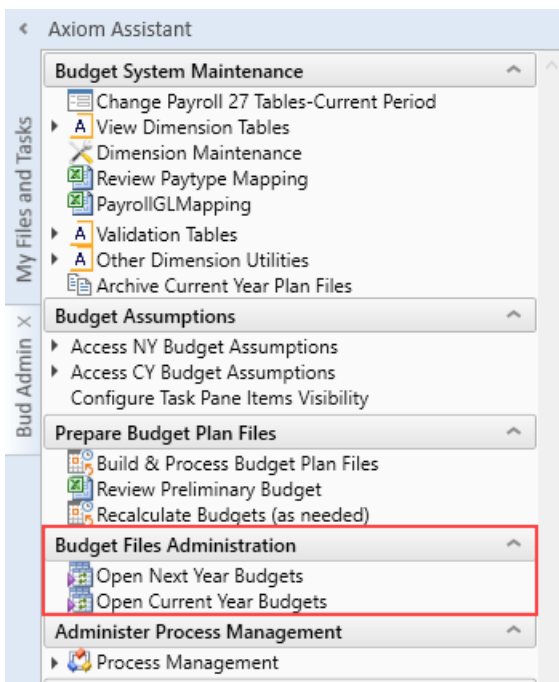 Axiom Assistant
My Files and Tasks
Bud Admin
Budget System Maintenance
Change Payroll 27 Tables-Current Period
View Dimension Tables
Dimension Maintenance
Review Paytype Mapping
PayrollGLMapping
Validation Tables
Other Dimension Utilities
Archive Current Year Plan Files
Budget Assumptions
Access NY Budget Assumptions
Access CY Budget Assumptions
Configure Task Pane Items Visibility
Prepare Budget Plan Files
Build & Process Budget Plan Files
Review Preliminary Budget
Recalculate Budgets (as needed)
Budget Files Administration
Open Next Year Budgets
Open Current Year Budgets
Administer Process Management
Process Management